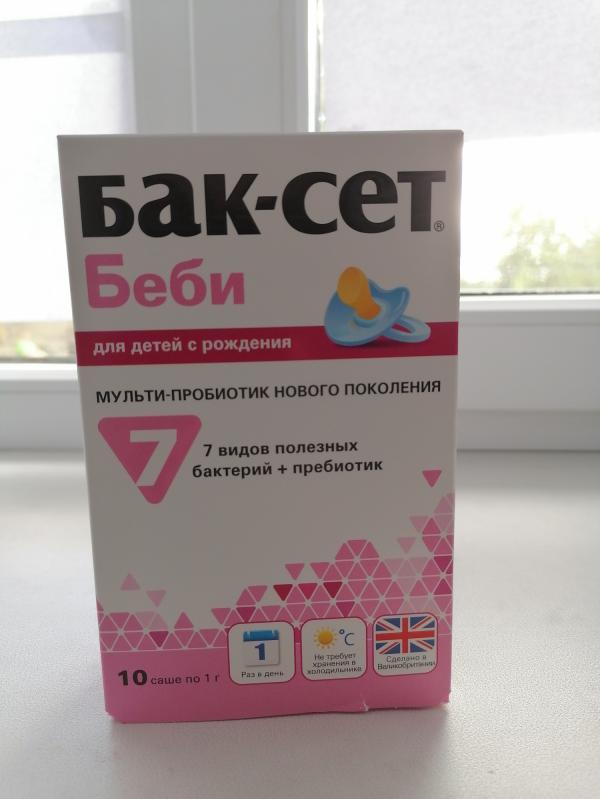 Бак-сет®
Беби
для детей с рождения
МУЛЬТИ-ПРОБИОТИК НОВОГО ПОКОЛЕНИЯ
7
7 видов полезных
бактерий + пребиотик
10 саше по 1 г
1
Раз в день
°C
Не требует
хранения в
холодильнике
Сделано в
Великобритании